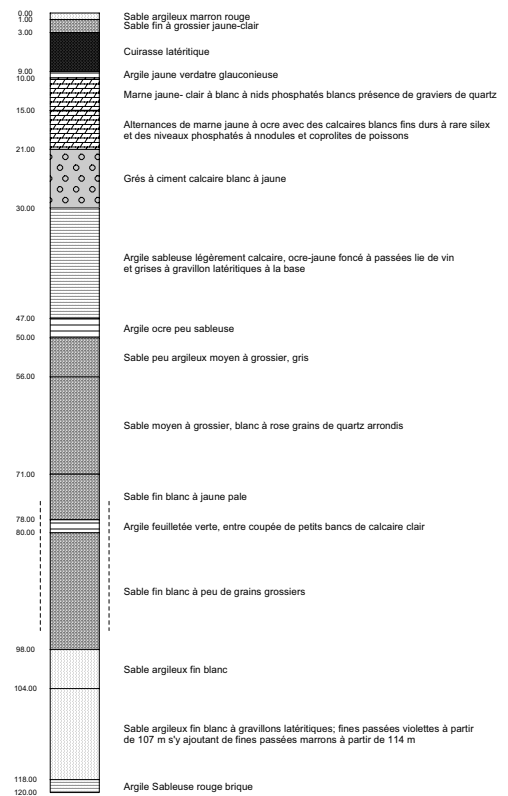 0.00
Sable argileux marron rouge
1.00
Sable fin à grossier jaune-clair
3.00
Cuirasse latéritique
9.00
Argile jaune verdatre glauconieuse
10.00
Marne jaune- clair à blanc à nids phosphatés blancs présence de graviers de quartz
15.00
Alternances de marne jaune à ocre avec des calcaires blancs fins durs à rare silex
et des niveaux phosphatés à nnodules et coprolites de poissons
21.00
Grés à ciment calcaire blanc à jaune
30.00
Argile sableuse légèrement calcaire, ocre-jaune foncé à passées lie de vin
et grises à gravillon latéritiques à la base
47.00
Argile ocre peu sableuse
50.00
Sable peu argileux moyen à grossier, gris
56.00
Sable moyen à grossier, blanc à rose grains de quartz arrondis
71.00
Sable fin blanc à jaune pale
78.00
Argile feuilletée verte, entre coupée de petits bancs de calcaire clair
80.00
Sable fin blanc à peu de grains grossiers
98.00
Sable argileux fin blanc
104.00
Sable argileux fin blanc à gravillons latéritiques; fines passées violettes à partir
de 107 m s'y ajoutant de fines passées marrons à partir de 114 m
118.00
Argile Sableuse rouge brique
120.00